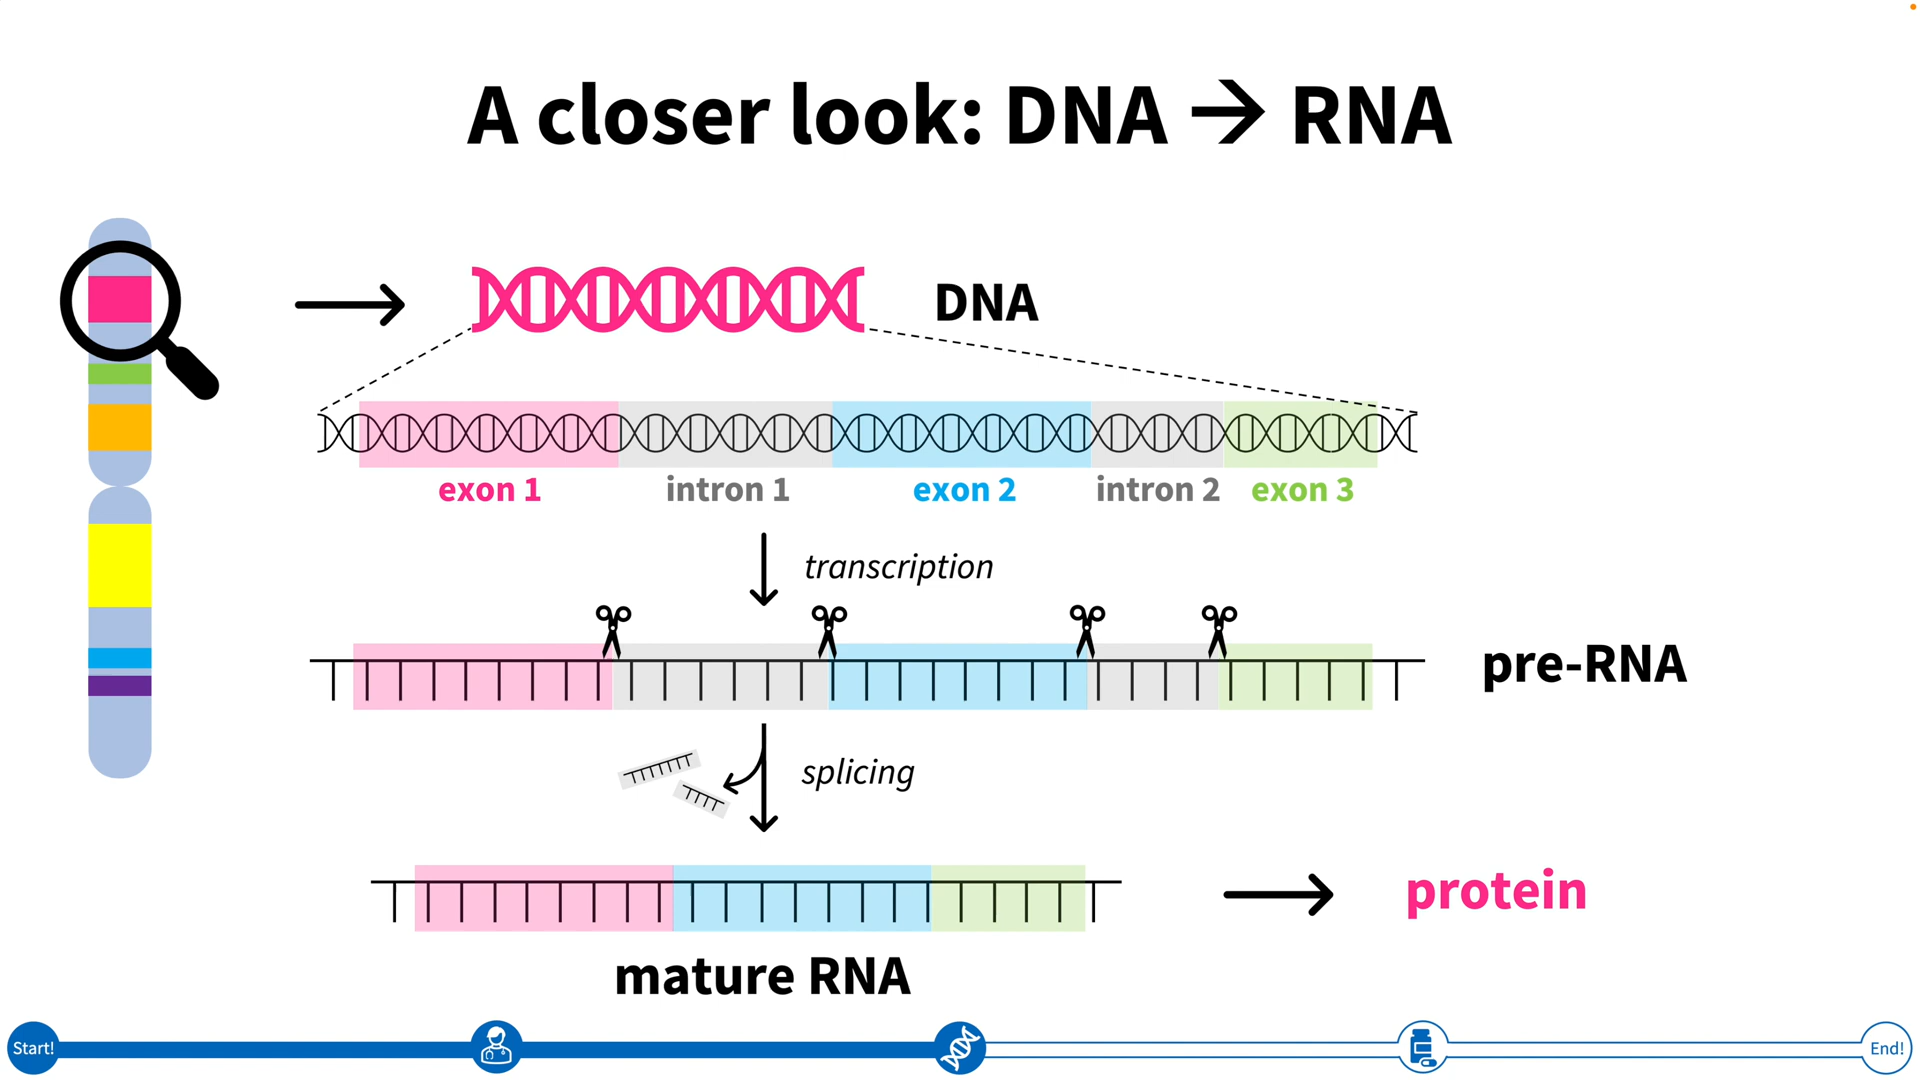 A closer look: DNA → RNA
DNA
exon 1 intron 1 exon 2 intron 2 exon 3
transcription
pre-RNA
splicing
protein
mature RNA
Start! End!